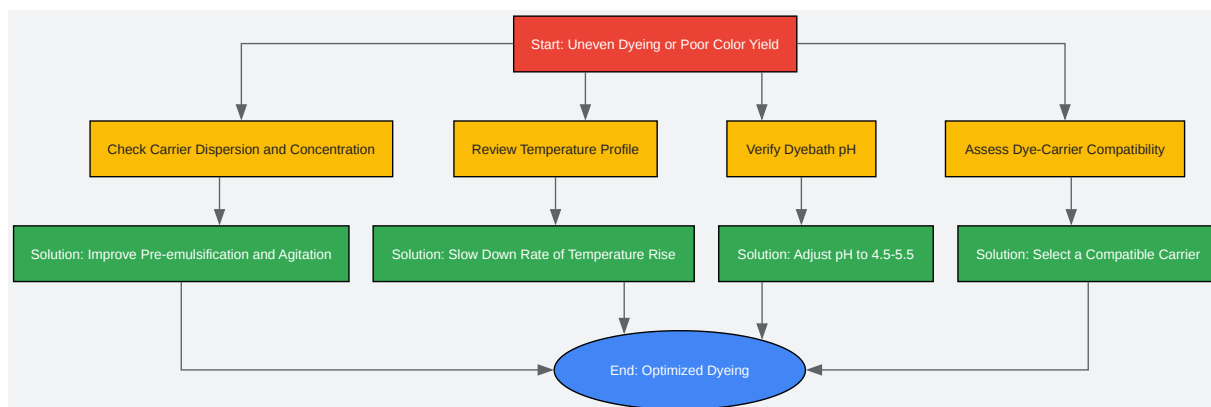 Start: Uneven Dyeing or Poor Color Yield
Check Carrier Dispersion and Concentration
Review Temperature Profile
Verify Dyebath pH
Assess Dye-Carrier Compatibility
Solution: Improve Pre-emulsification and Agitation
Solution: Slow Down Rate of Temperature Rise
Solution: Adjust pH to 4.5-5.5
Solution: Select a Compatible Carrier
End: Optimized Dyeing